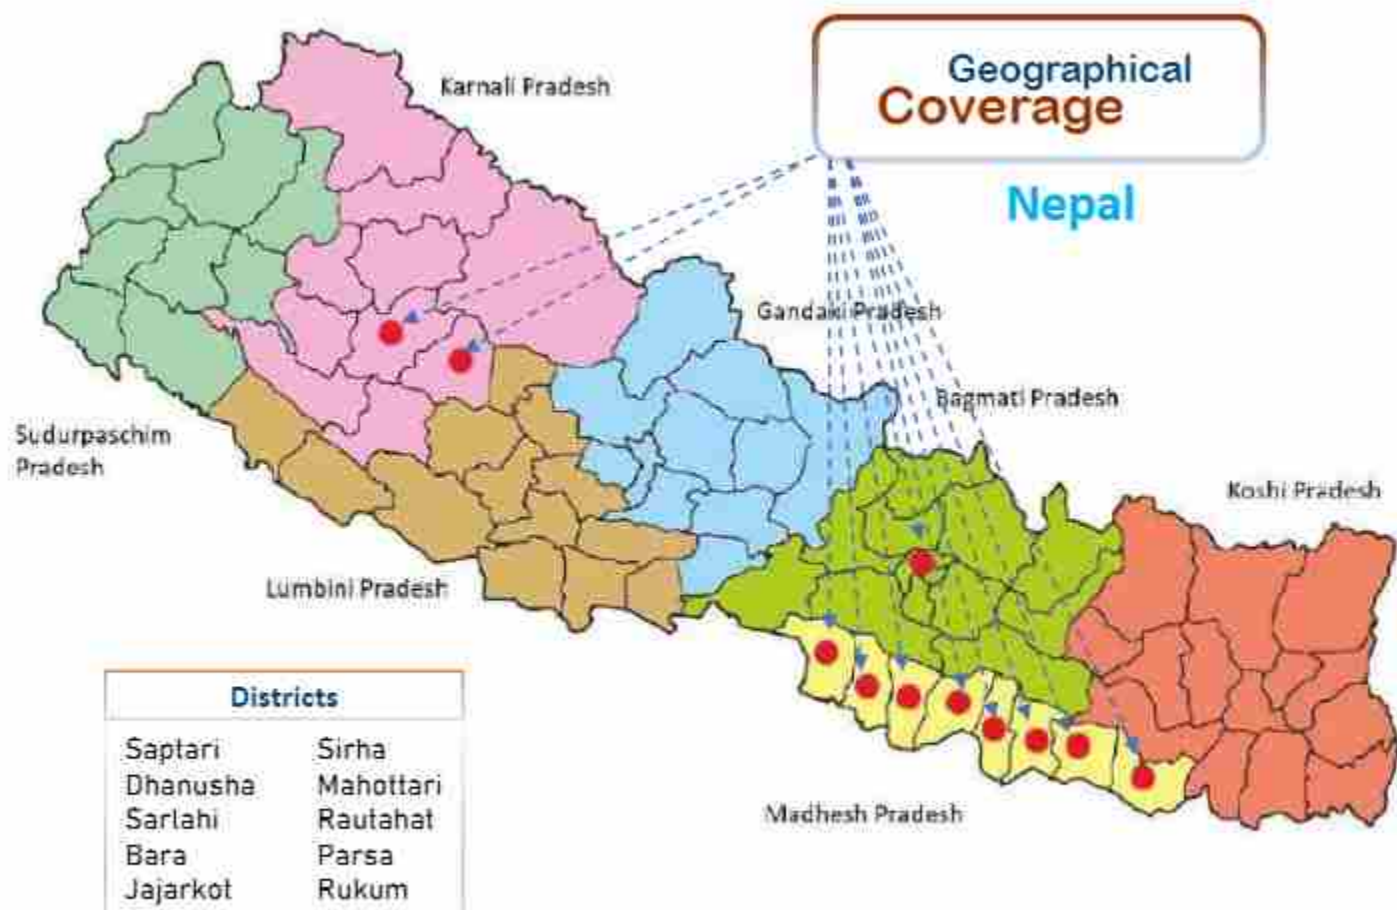 Geographical
Coverage
Nepal
Karnali Pradesh
Gandaki Pradesh
Bagmati Pradesh
Sudurpaschim
Pradesh
Koshi Pradesh
Lumbini Pradesh
Madhesh Pradesh
Districts
Saptari Sirha
Dhanusha Mahottari
Sarlahi Rautahat
Bara Parsa
Jajarkot Rukum